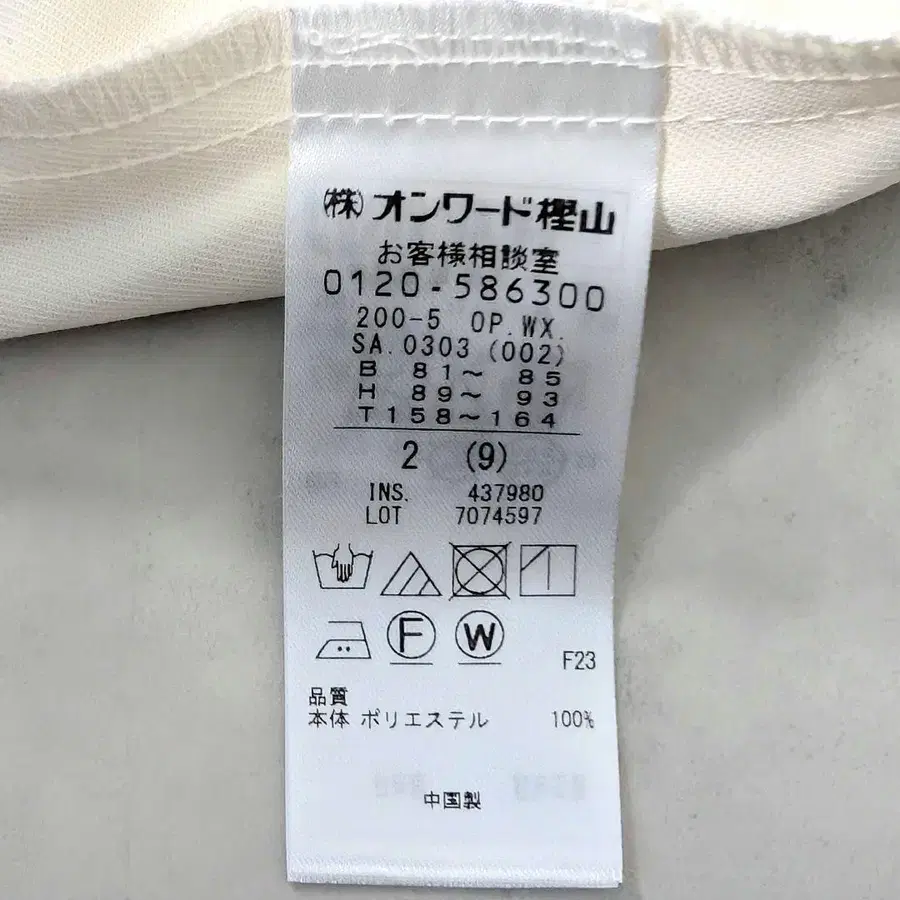 (株)オンワード樫山
お客様相談室
0120-586300
200-5 OP.WX.
SA.0303(002)
B 81～ 85
H 89～ 93
T158～164
2 (9)
INS. 437980
LOT 7074597
F W
F23
品質
本体 ポリエステル 100%
中国製